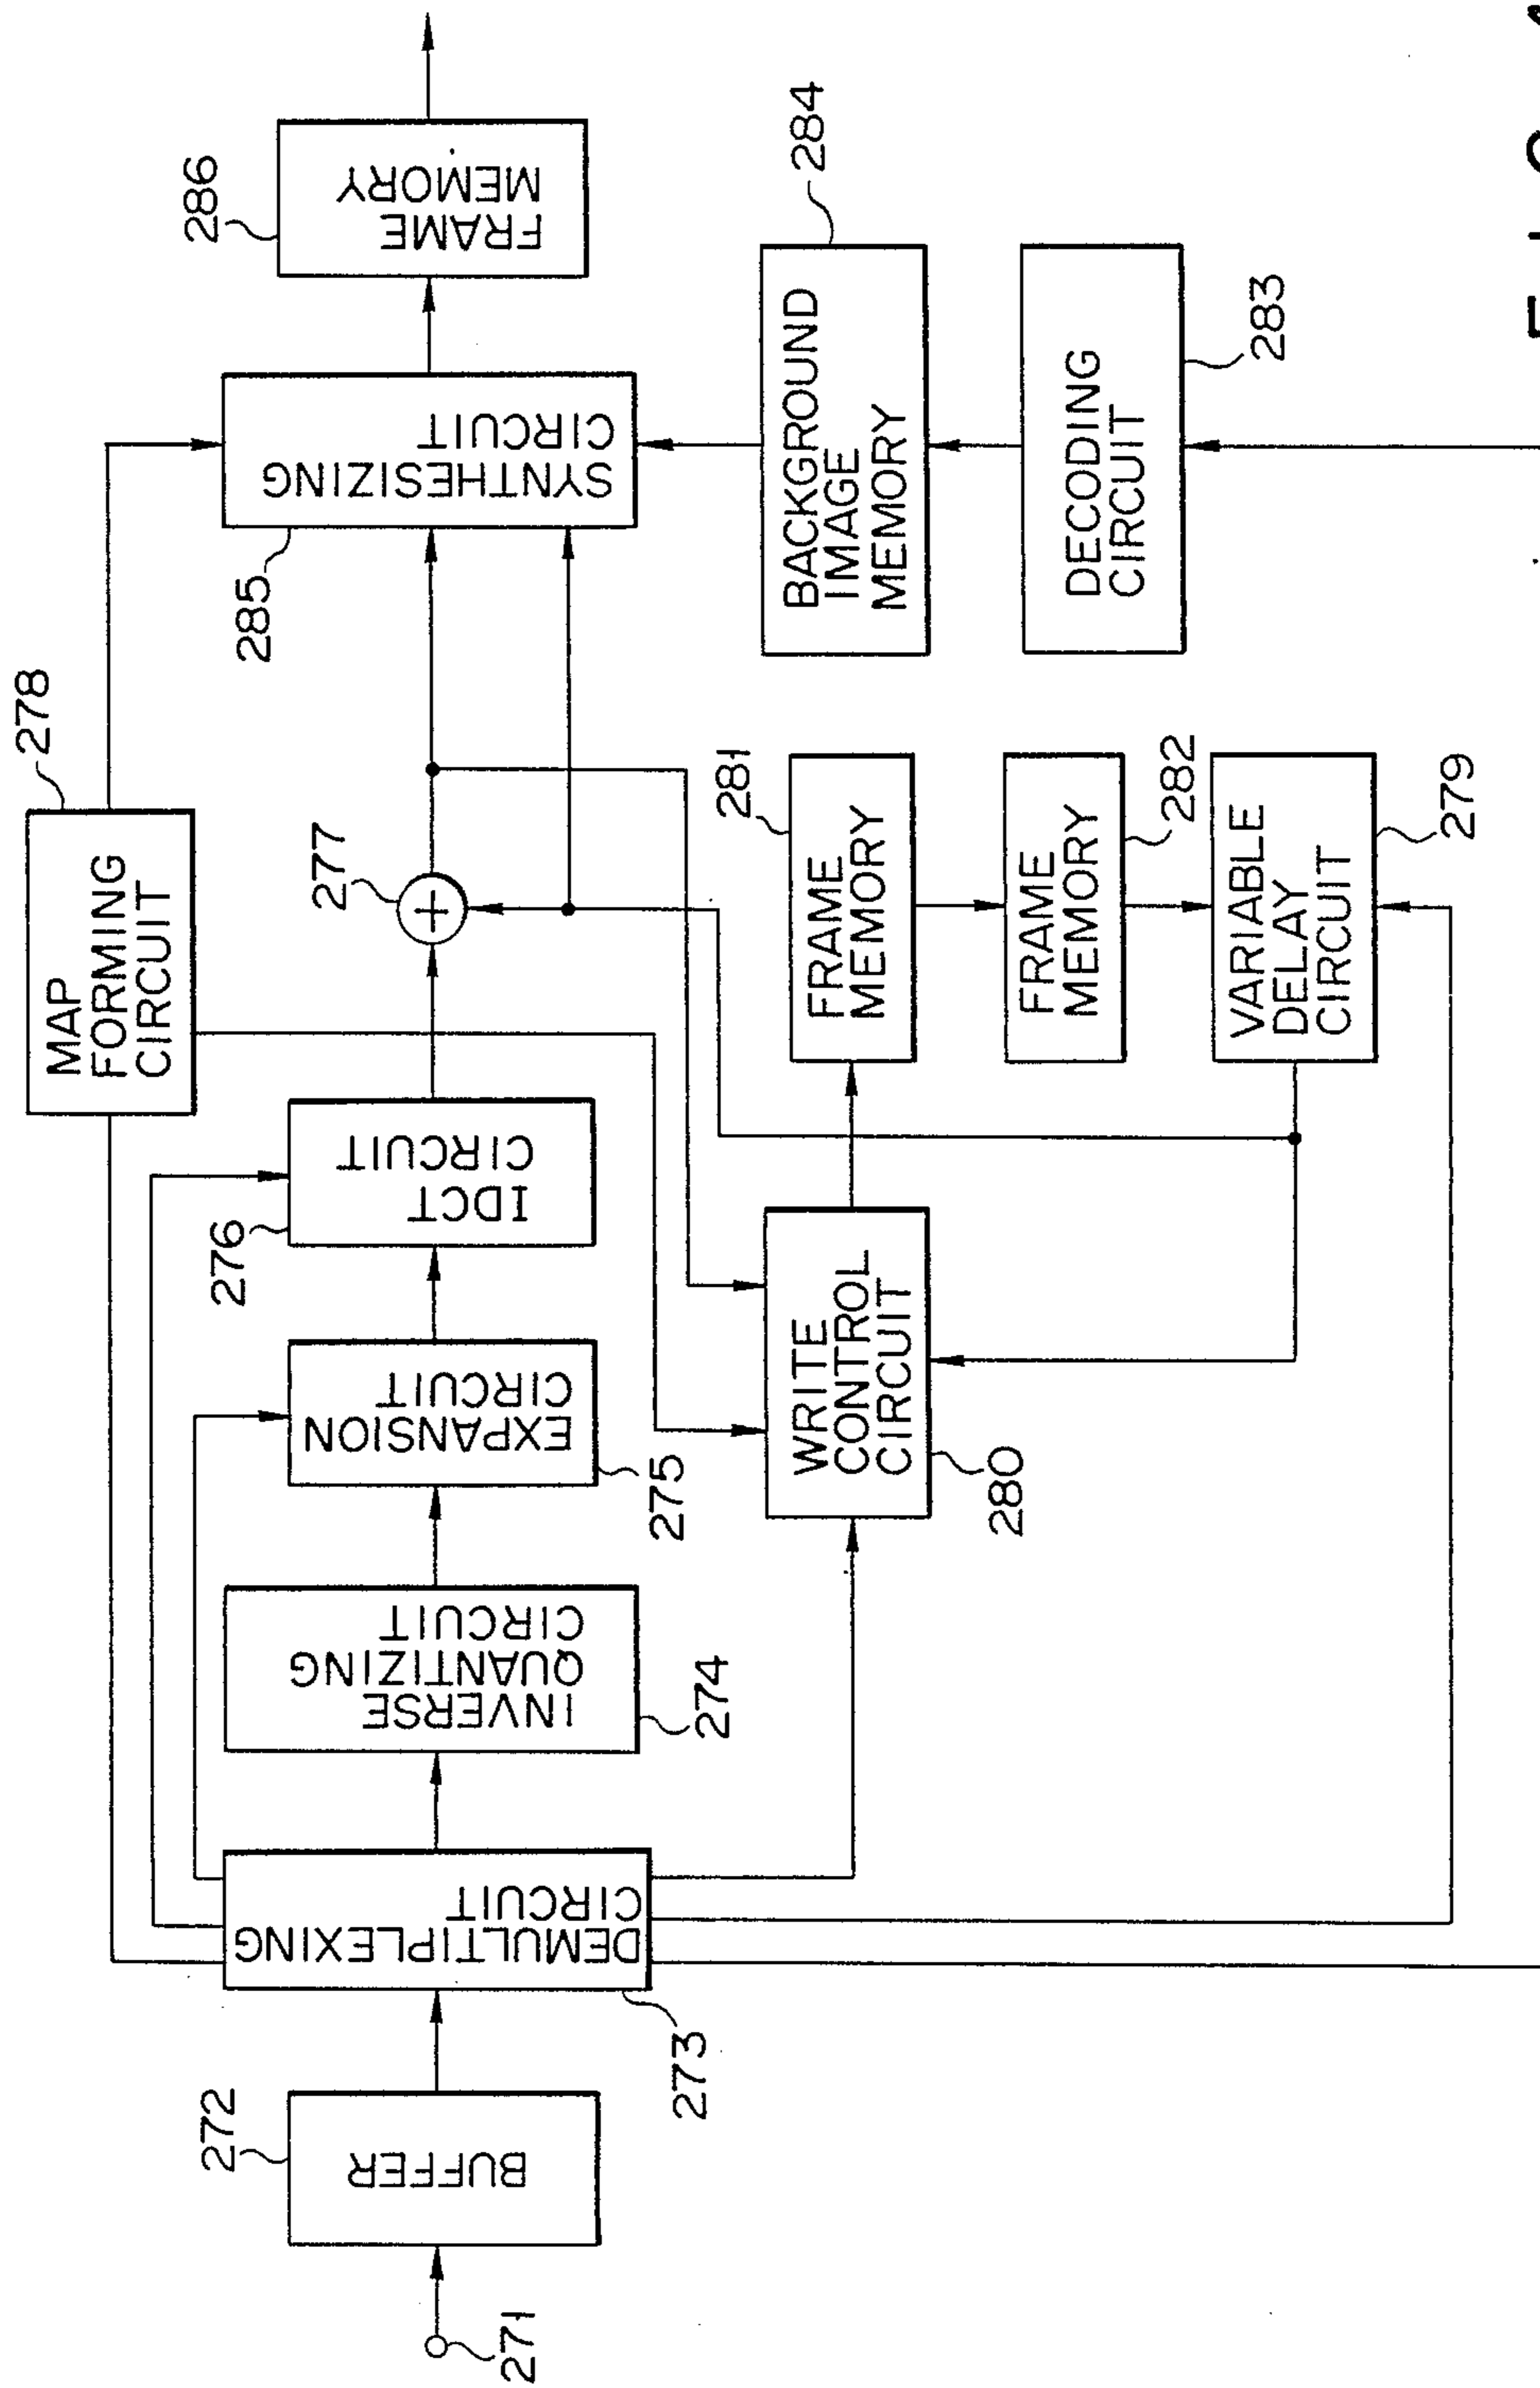 271
BUFFER
272
DEMULTIPLEXING
CIRCUIT
273
INVERSE
QUANTIZING
CIRCUIT
274
EXPANSION
CIRCUIT
275
IDCT
CIRCUIT
276
277
MAP
FORMING
CIRCUIT
278
SYNTHESIZING
CIRCUIT
285
FRAME
MEMORY
286
WRITE
CONTROL
CIRCUIT
280
FRAME
MEMORY
281
FRAME
MEMORY
282
VARIABLE
DELAY
CIRCUIT
279
BACKGROUND
IMAGE
MEMORY
284
DECODING
CIRCUIT
283